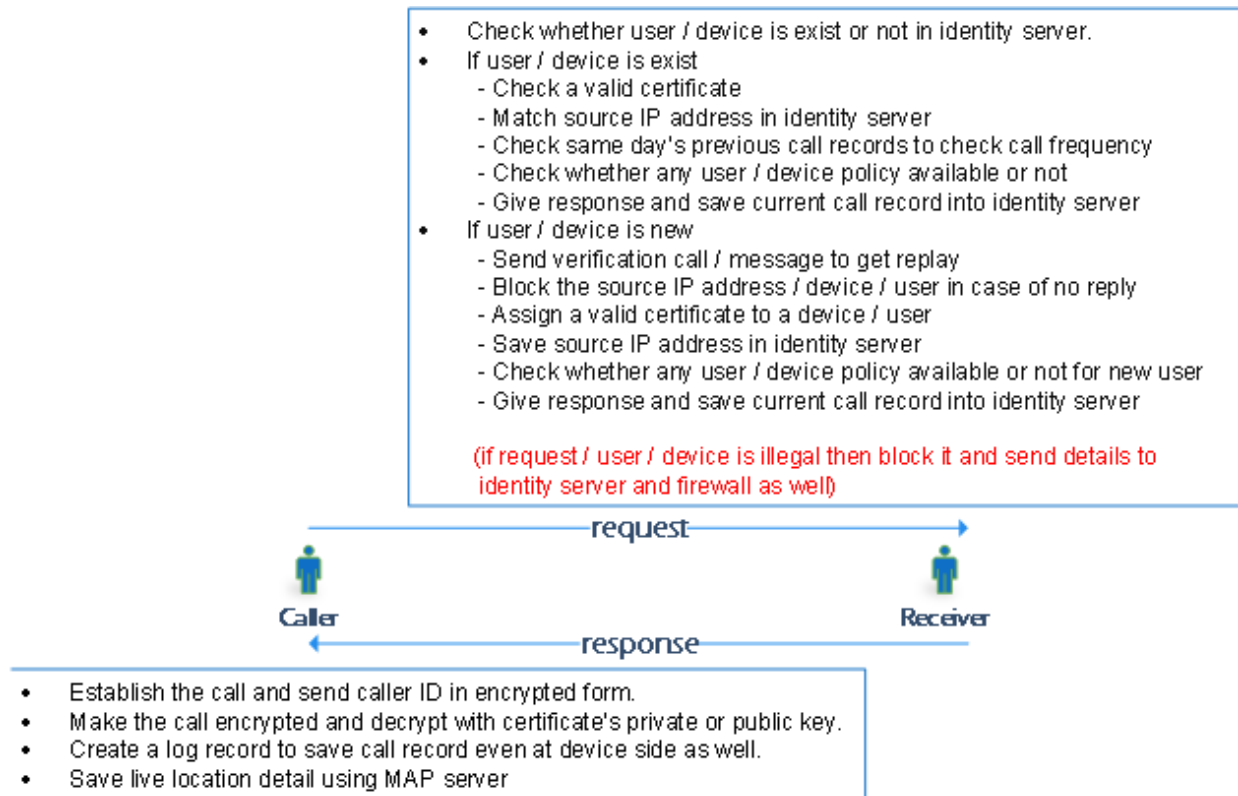 • Check whether user / device is exist or not in identity server.
• If user / device is exist
- Check a valid certificate
- Match source IP address in identity server
- Check same day's previous call records to check call frequency
- Check whether any user / device policy available or not
- Give response and save current call record into identity server
• If user / device is new
- Send verification call / message to get replay
- Block the source IP address / device / user in case of no reply
- Assign a valid certificate to a device / user
- Save source IP address in identity server
- Check whether any user / device policy available or not for new user
- Give response and save current call record into identity server
(if request / user / device is illegal then block it and send details to
identity server and firewall as well)
request
Caller
Receiver
response
• Establish the call and send caller ID in encrypted form.
• Make the call encrypted and decrypt with certificate's private or public key.
• Create a log record to save call record even at device side as well.
• Save live location detail using MAP server